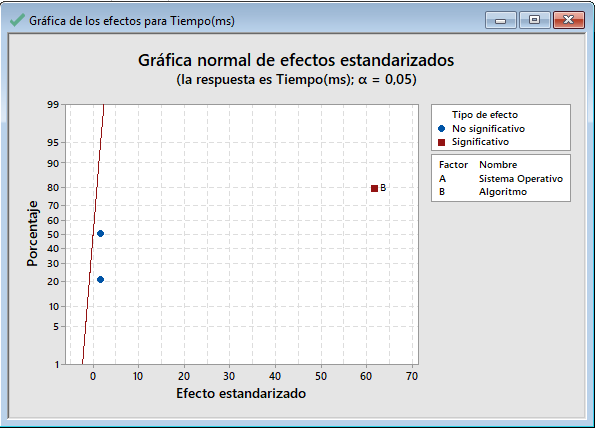 Gráfica de los efectos para Tiempo(ms)
Gráfica normal de efectos estandarizados
(la respuesta es Tiempo(ms); α = 0,05)
99
95
90
80
70
60
50
40
30
20
10
5
1
Porcentaje
B
0
10
20
30
40
50
60
70
Efecto estandarizado
Tipo de efecto
No significativo
Significativo
Factor Nombre
A Sistema Operativo
B Algoritmo